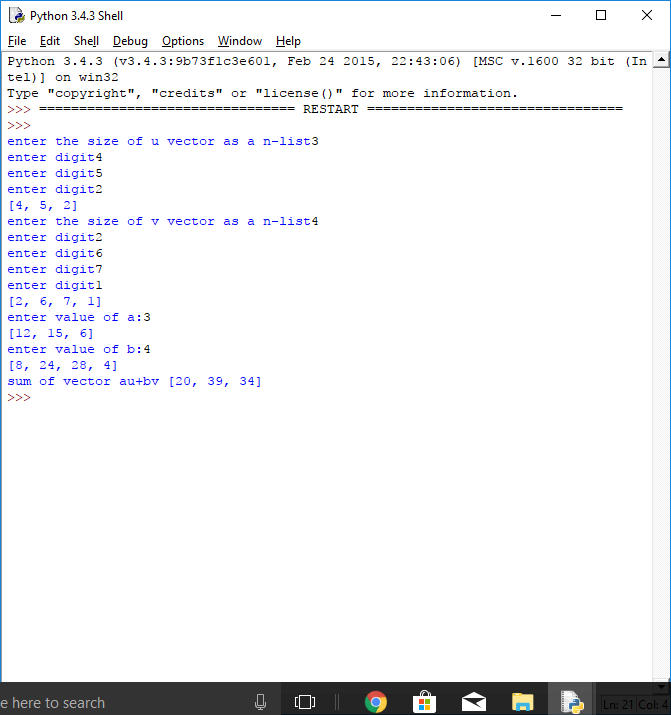 Python 3.4.3 Shell
File Edit Shell Debug Options Window Help
Python 3.4.3 (v3.4.3:9b73f1c3e601, Feb 24 2015, 22:43:06) [MSC v.1600 32 bit (In
tel)] on win32
Type "copyright", "credits" or "license()" for more information.
>>> ================================ RESTART ================================
>>>
enter the size of u vector as a n-list3
enter digit4
enter digit5
enter digit2
[4, 5, 2]
enter the size of v vector as a n-list4
enter digit2
enter digit6
enter digit7
enter digit1
[2, 6, 7, 1]
enter value of a:3
[12, 15, 6]
enter value of b:4
[8, 24, 28, 4]
sum of vector au+bv [20, 39, 34]
>>>
e here to search
Ln: 21 Col: 4